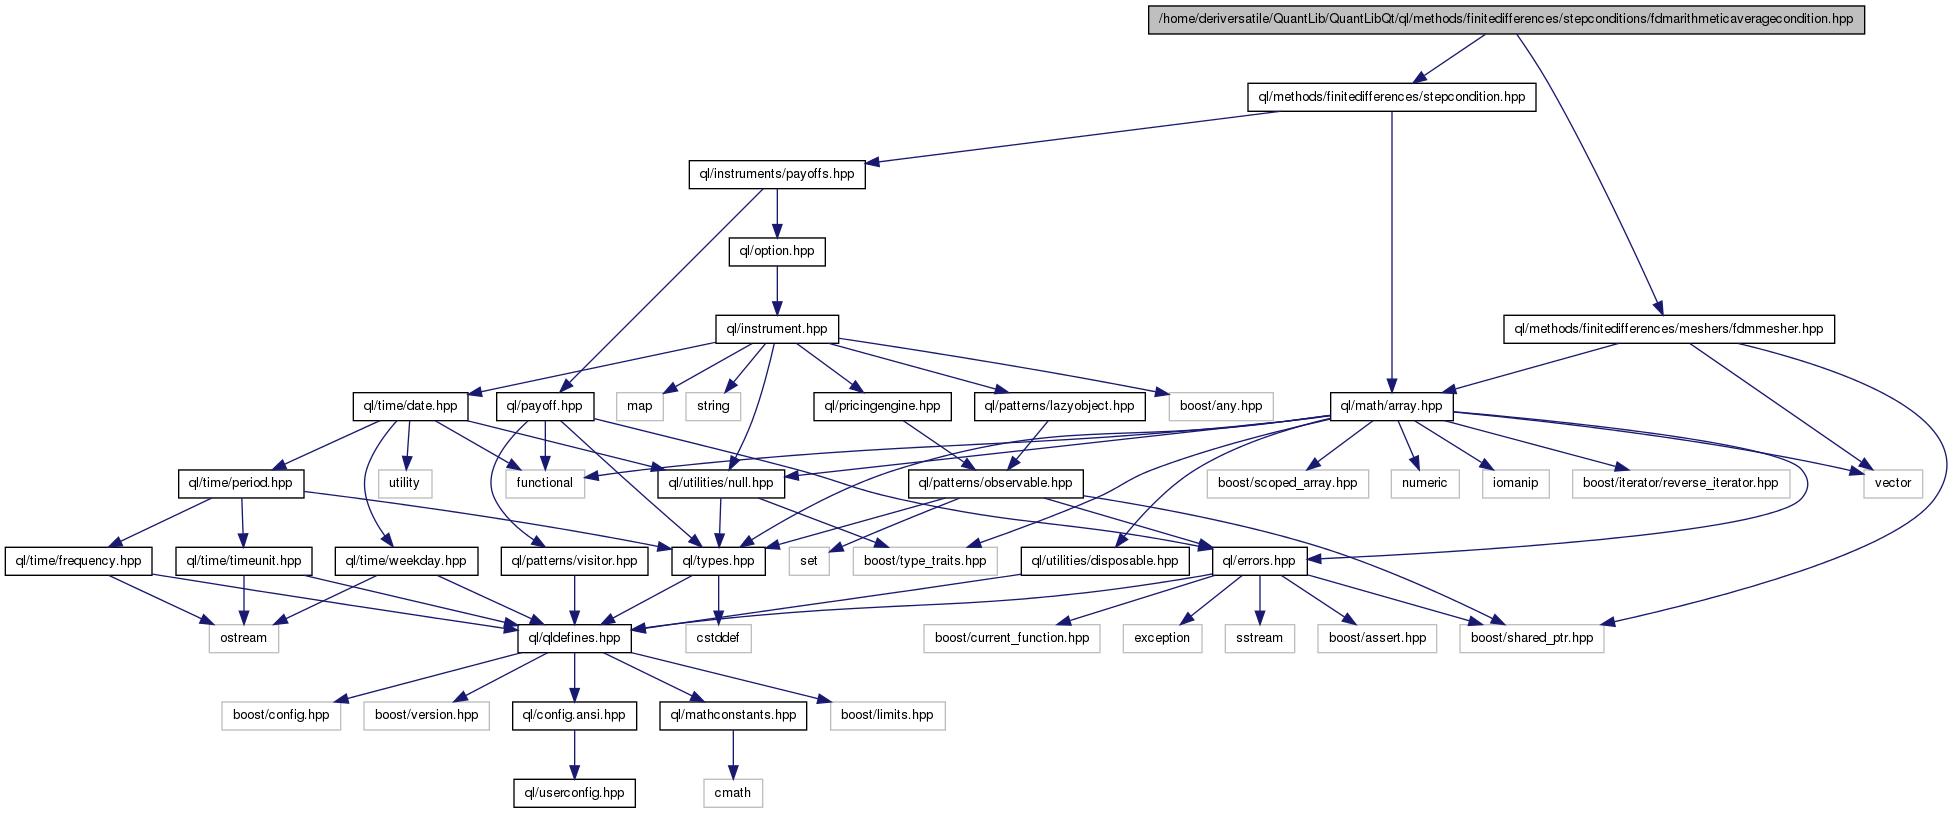 /home/deriversatile/QuantLib/QuantLibQt/ql/methods/finitedifferences/stepconditions/fdmarithmeticaveragecondition.hpp
ql/methods/finitedifferences/stepcondition.hpp
ql/instruments/payoffs.hpp
ql/option.hpp
ql/instrument.hpp
ql/methods/finitedifferences/meshers/fdmmesher.hpp
ql/time/date.hpp
ql/payoff.hpp
map
string
ql/pricingengine.hpp
ql/patterns/lazyobject.hpp
boost/any.hpp
ql/math/array.hpp
ql/time/period.hpp
utility
functional
ql/utilities/null.hpp
ql/patterns/observable.hpp
boost/scoped_array.hpp
numeric
iomanip
boost/iterator/reverse_iterator.hpp
vector
ql/time/frequency.hpp
ql/time/timeunit.hpp
ql/time/weekday.hpp
ql/patterns/visitor.hpp
ql/types.hpp
set
boost/type_traits.hpp
ql/utilities/disposable.hpp
ql/errors.hpp
ostream
ql/qldefines.hpp
cstddef
boost/current_function.hpp
exception
sstream
boost/assert.hpp
boost/shared_ptr.hpp
boost/config.hpp
boost/version.hpp
ql/config.ansi.hpp
ql/mathconstants.hpp
boost/limits.hpp
ql/userconfig.hpp
cmath